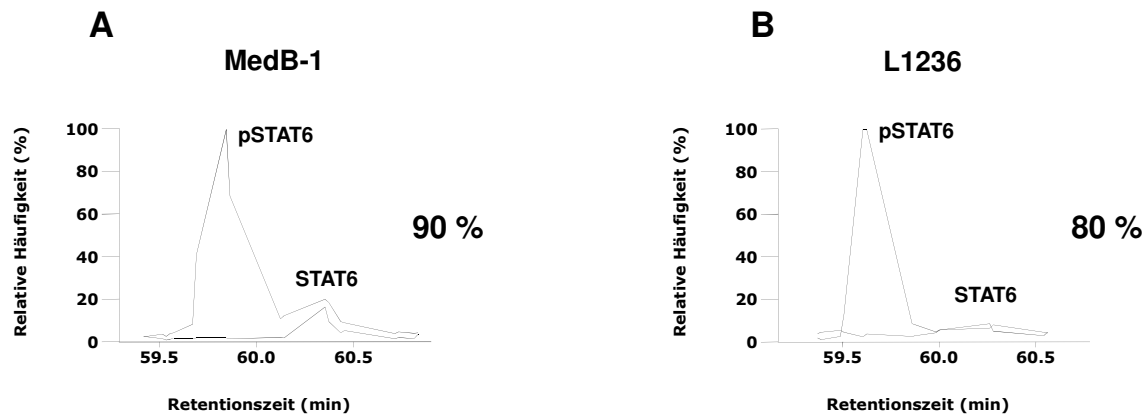 A
MedB-1
Relative Häufigkeit (%)
100
80
60
40
20
0
pSTAT6
STAT6
90 %
59.5 60.0 60.5
Retentionszeit (min)
B
L1236
Relative Häufigkeit (%)
100
80
60
40
20
0
pSTAT6
STAT6
80 %
59.5 60.0 60.5
Retentionszeit (min)